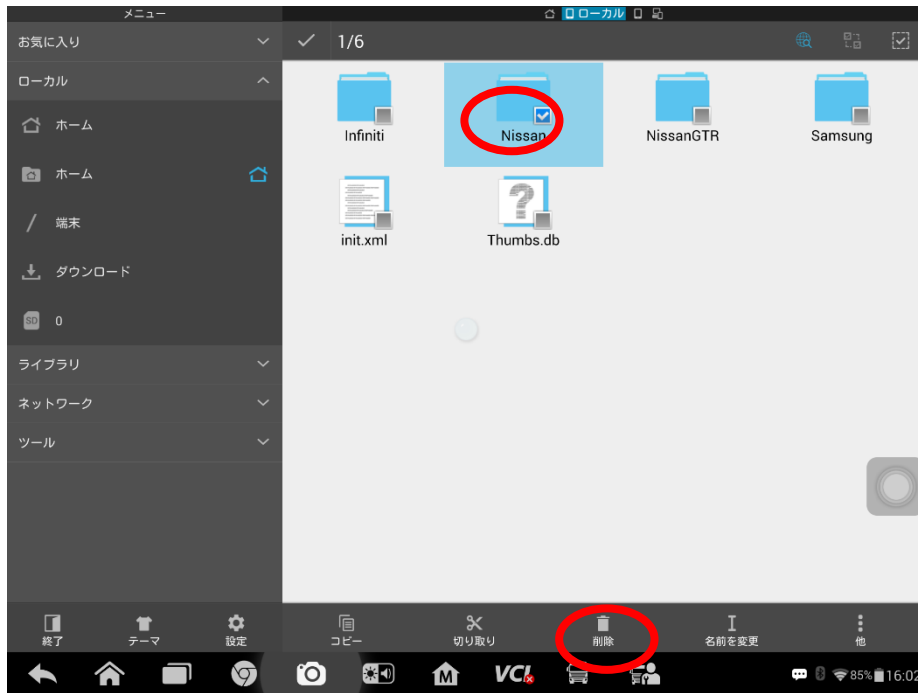 メニュー
ローカル
お気に入り
1/6
ローカル
ホーム
ホーム
端末
ダウンロード
SD 0
ライブラリ
ネットワーク
ツール
Infiniti
Nissan
NissanGTR
Samsung
init.xml
Thumbs.db
終了
テーマ
設定
コピー
切り取り
削除
名前を変更
他
M
VCI
85%
16:02